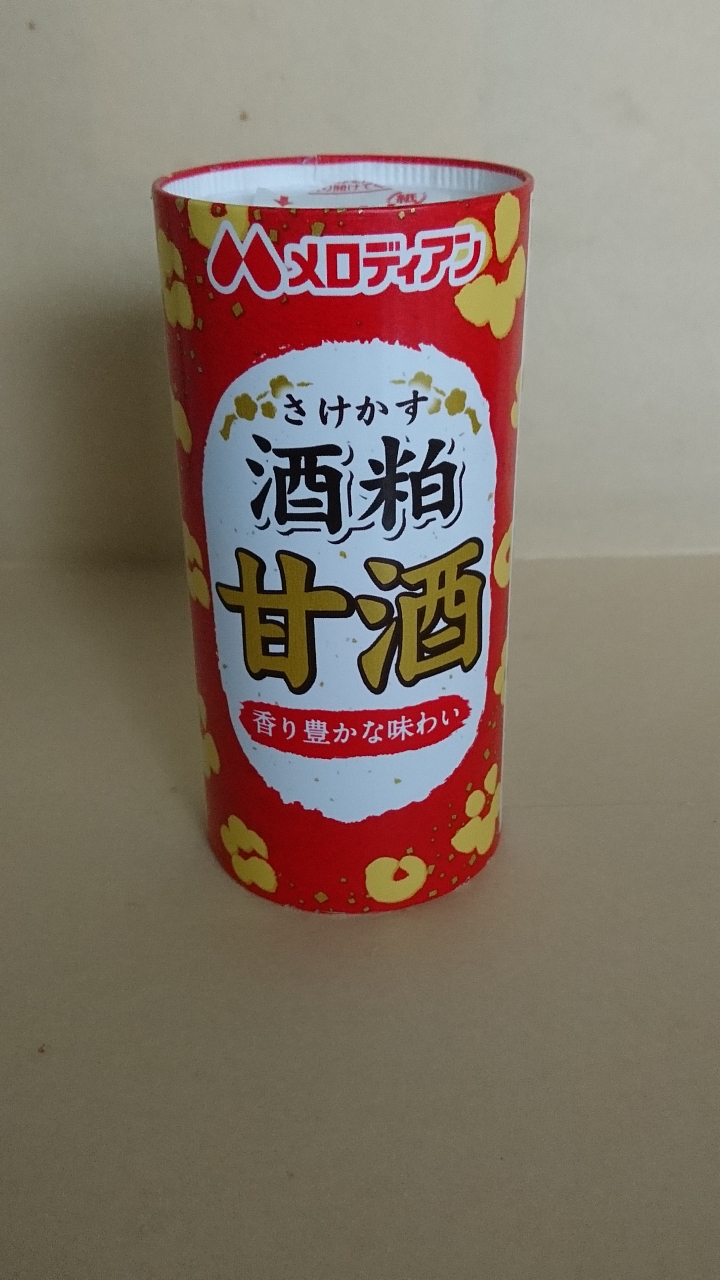 メロディアン
さけかす
酒粕
甘酒
香り豊かな味わい